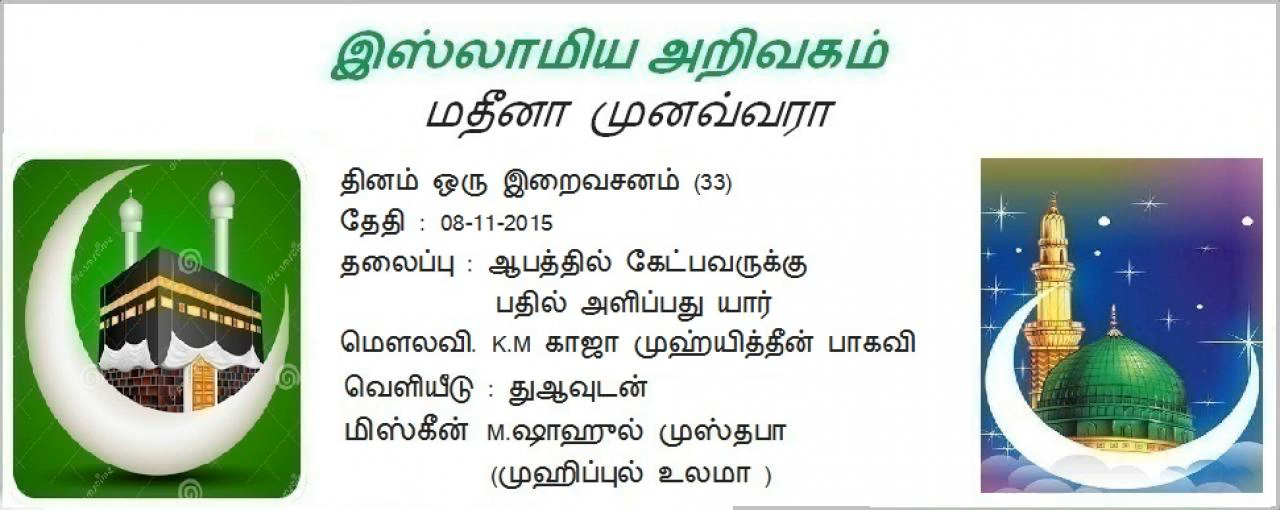 இஸ்லாமிய அறிவகம்
மதீனா முனவ்வரா
தினம் ஒரு இறைவசனம் (33)
தேதி : 08-11-2015
தலைப்பு : ஆபத்தில் கேட்பவருக்கு
பதில் அளிப்பது யார்
மௌலவி. K.M காஜா முஹ்யித்தீன் பாகவி
வெளியீடு : துஆவுடன்
மிஸ்கீன் M.ஷாஹுல் முஸ்தபா
(முஹிப்புல் உலமா )